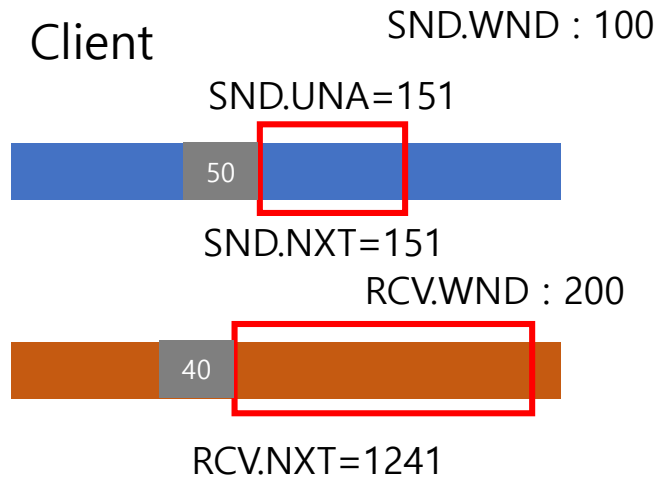 Client
SND.WND : 100
SND.UNA=151
50
SND.NXT=151
RCV.WND : 200
40
RCV.NXT=1241